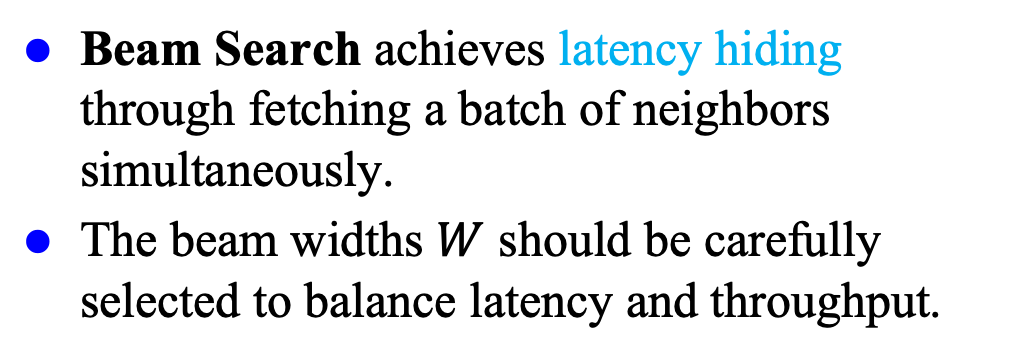 ● Beam Search achieves latency hiding
through fetching a batch of neighbors
simultaneously.
● The beam widths W should be carefully
selected to balance latency and throughput.